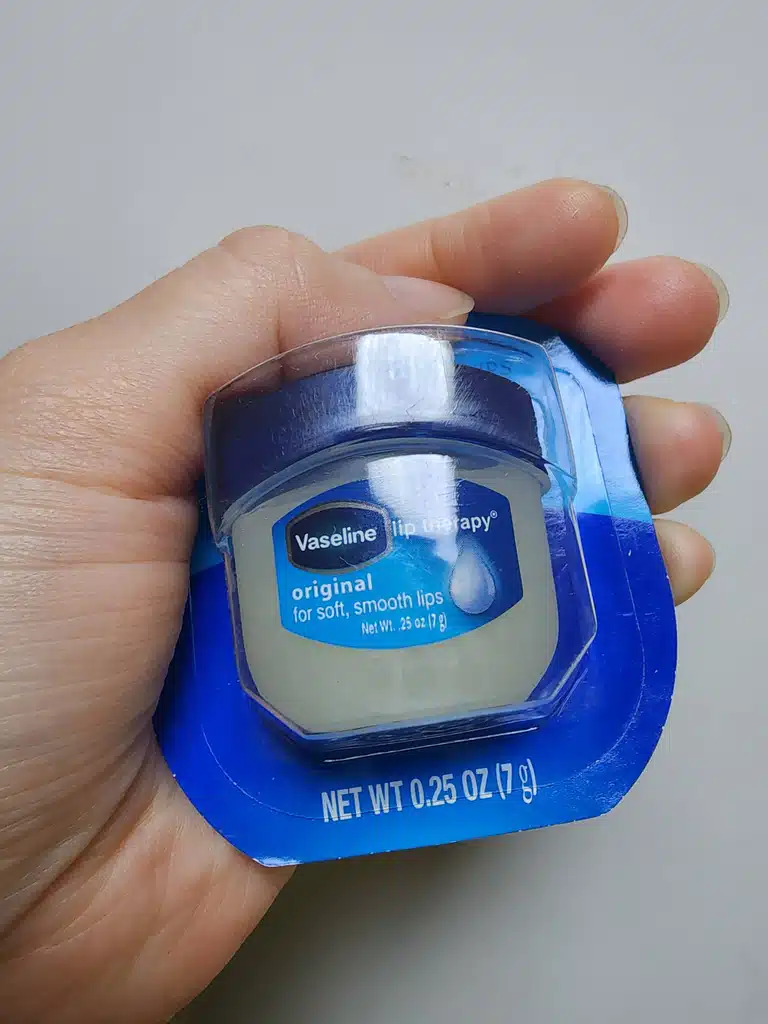 Vaseline lip therapy®
original
for soft, smooth lips
Net Wt. .25 oz (7 g)
NET WT 0.25 OZ (7 g)